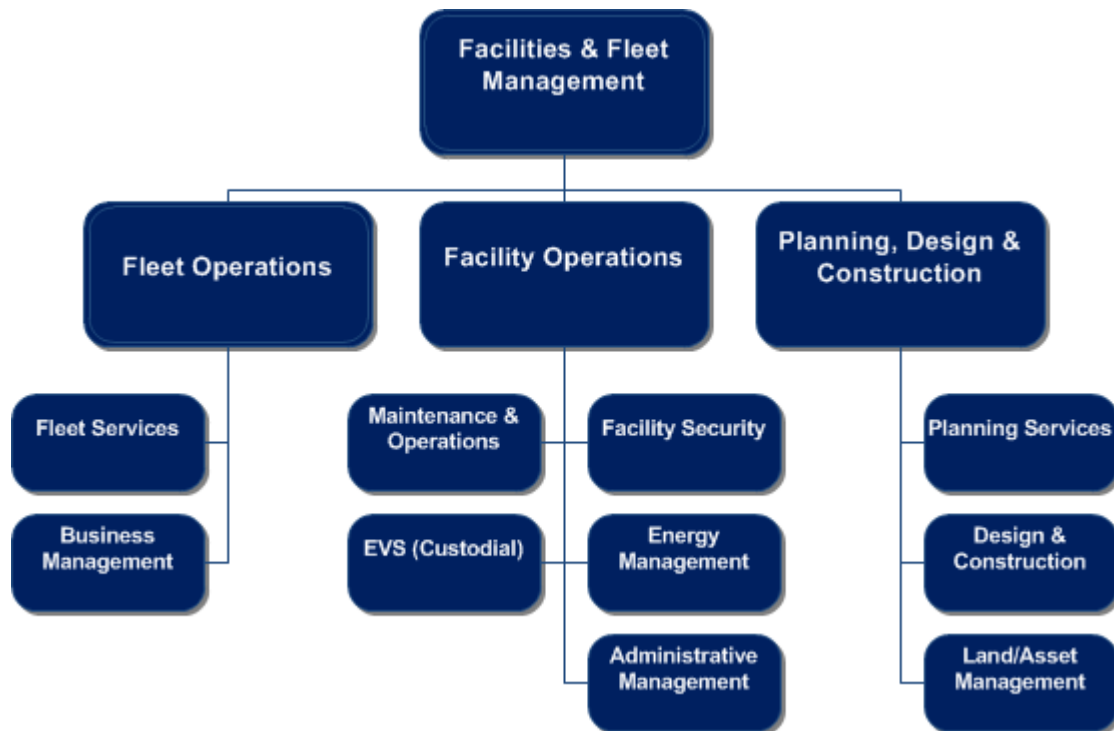 Facilities & Fleet
Management
Fleet Operations
Facility Operations
Planning, Design &
Construction
Fleet Services
Business
Management
Maintenance &
Operations
EVS (Custodial)
Facility Security
Energy
Management
Administrative
Management
Planning Services
Design &
Construction
Land/Asset
Management